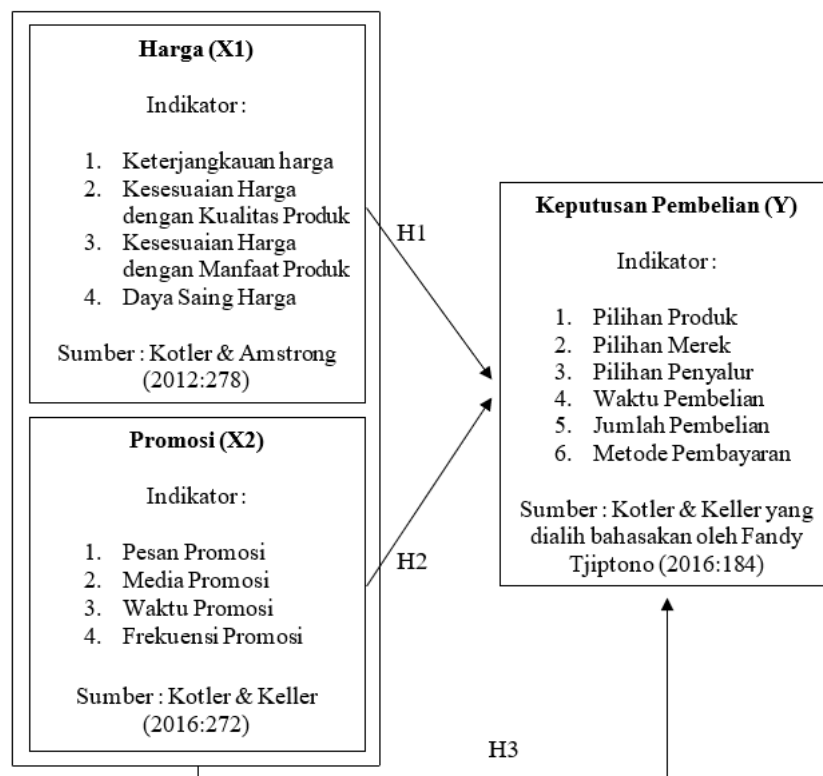 Harga (X1)
Indikator :
1. Keterjangkauan harga
2. Kesesuaian Harga
dengan Kualitas Produk
3. Kesesuaian Harga
dengan Manfaat Produk
4. Daya Saing Harga
Sumber : Kotler & Amstrong
(2012:278)
Promosi (X2)
Indikator :
1. Pesan Promosi
2. Media Promosi
3. Waktu Promosi
4. Frekuensi Promosi
Sumber : Kotler & Keller
(2016:272)
H1
H2
Keputusan Pembelian (Y)
Indikator :
1. Pilihan Produk
2. Pilihan Merek
3. Pilihan Penyalur
4. Waktu Pembelian
5. Jumlah Pembelian
6. Metode Pembayaran
Sumber : Kotler & Keller yang
dialih bahasakan oleh Fandy
Tjiptono (2016:184)
H3